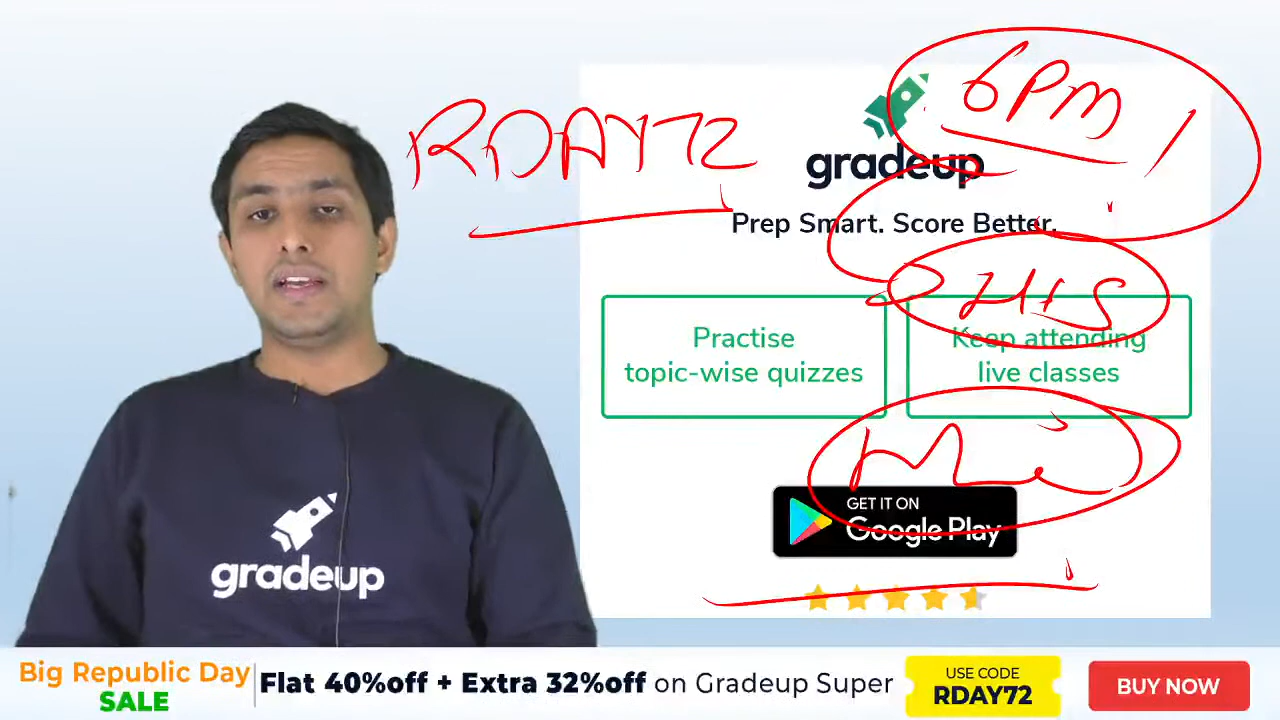 RDAY72
6PM
gradeup
Prep Smart. Score Better.
Practise
topic-wise quizzes
Keep attending
live classes
GET IT ON
Google Play
gradeup
Big Republic Day
SALE
Flat 40%off + Extra 32%off on Gradeup Super
USE CODE
RDAY72
BUY NOW